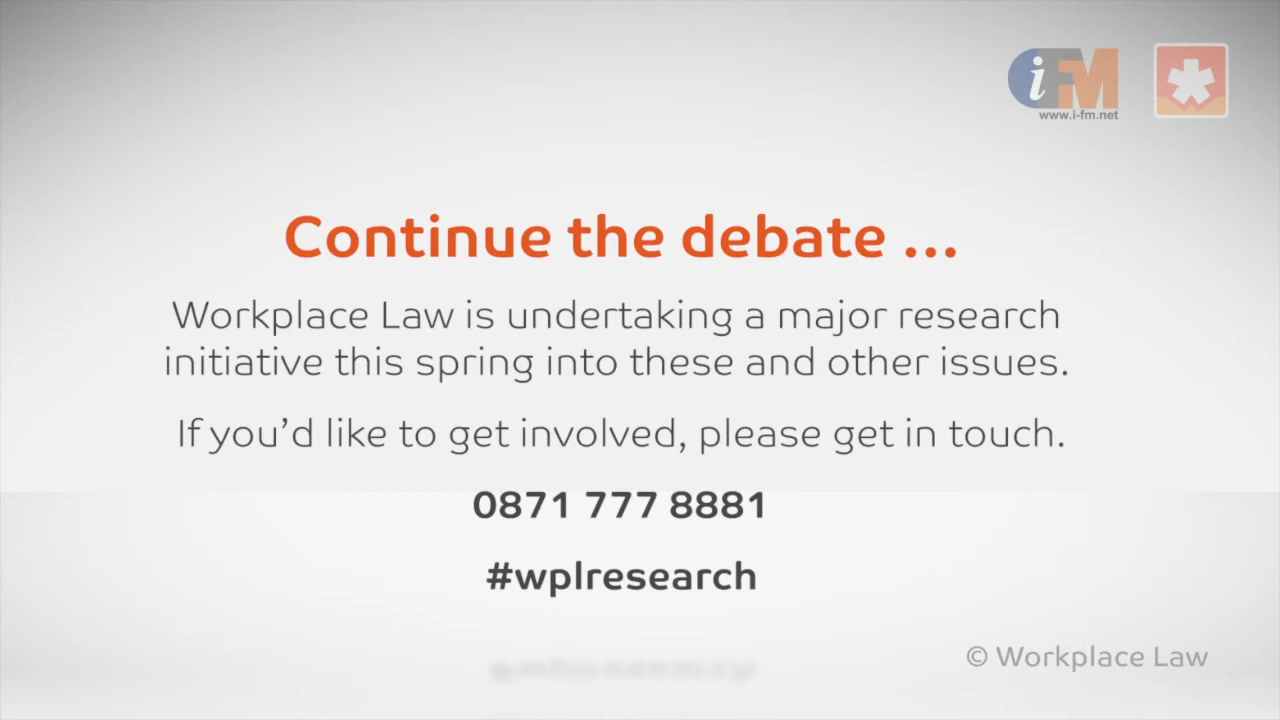 iFM
www.i-fm.net
Continue the debate ...
Workplace Law is undertaking a major research
initiative this spring into these and other issues.
If you’d like to get involved, please get in touch.
0871 777 8881
#wplresearch
© Workplace Law